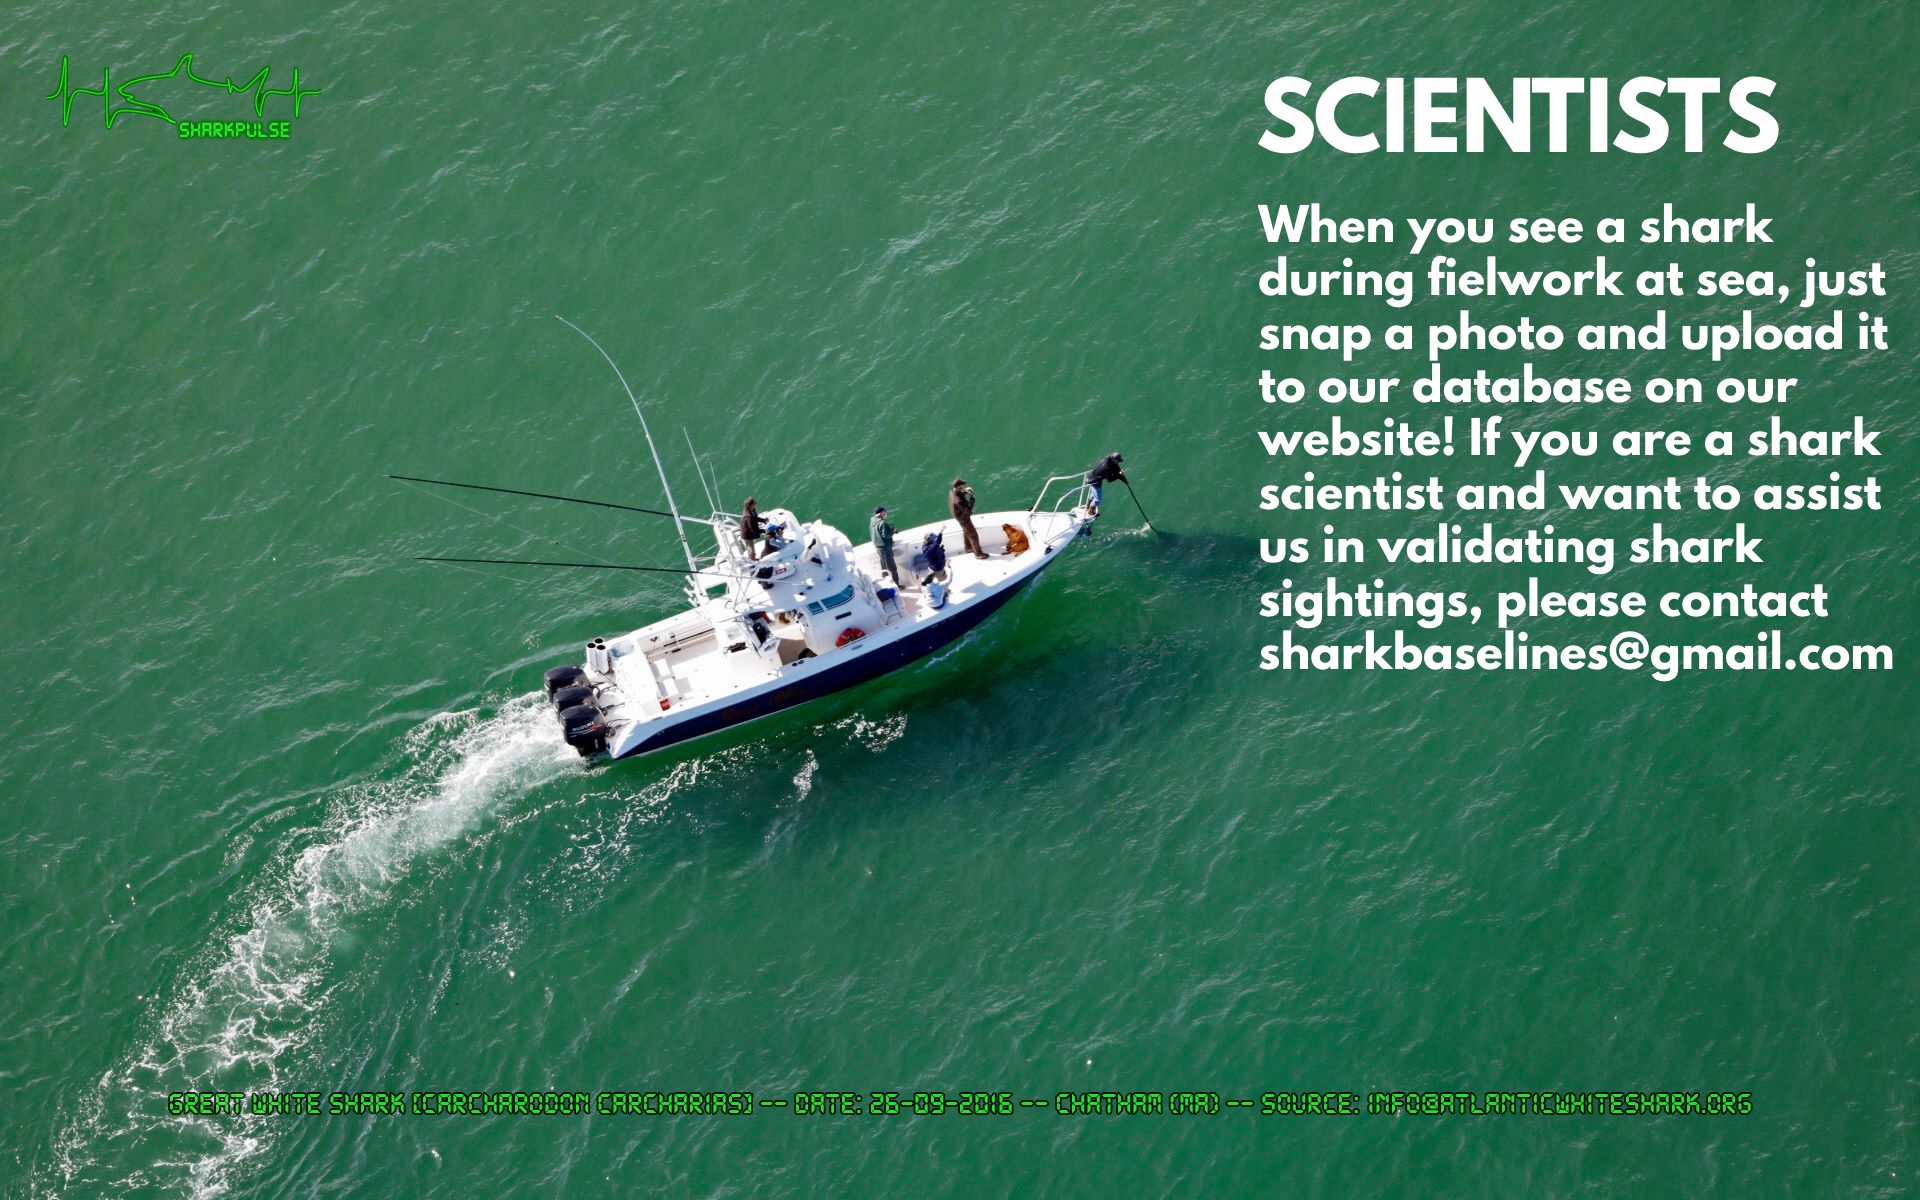 SHARKPULSE
SCIENTISTS
When you see a shark
during fielwork at sea, just
snap a photo and upload it
to our database on our
website! If you are a shark
scientist and want to assist
us in validating shark
sightings, please contact
sharkbaselines@gmail.com
SUZUKI
GREAT WHITE SHARK [CARCHARODON CARCHARIAS] -- DATE: 26-09-2016 -- CHATHAM (MA) -- SOURCE: INFO@ATLANTICWHITESHARK.ORG